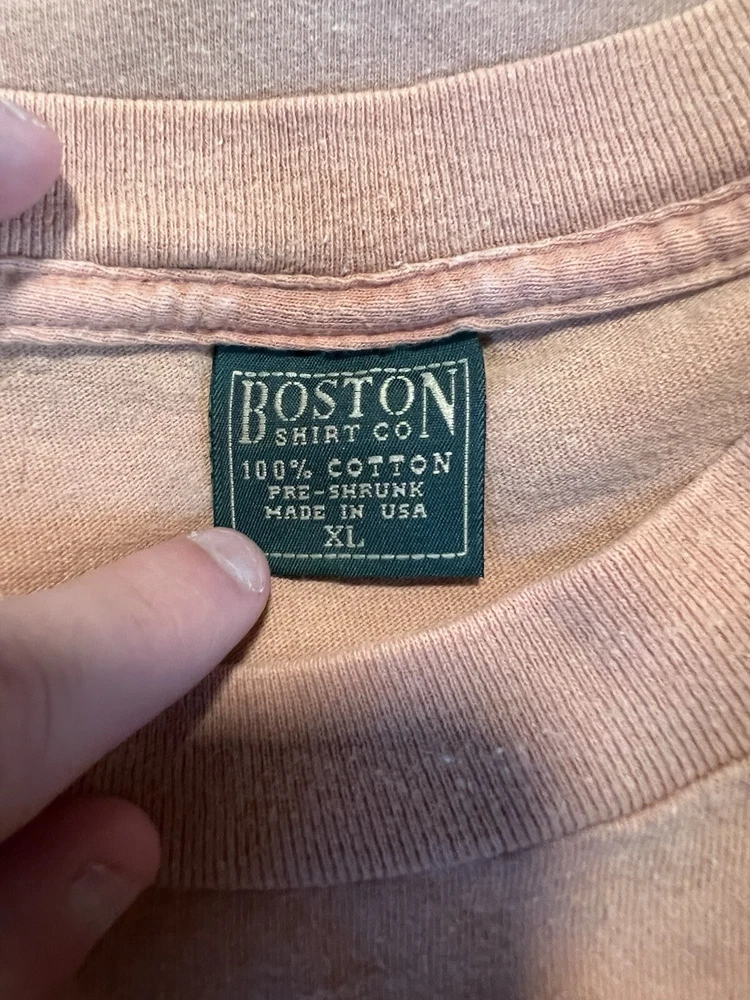 BOSTON
SHIRT CO
100% COTTON
PRE-SHRUNK
MADE IN USA
XL